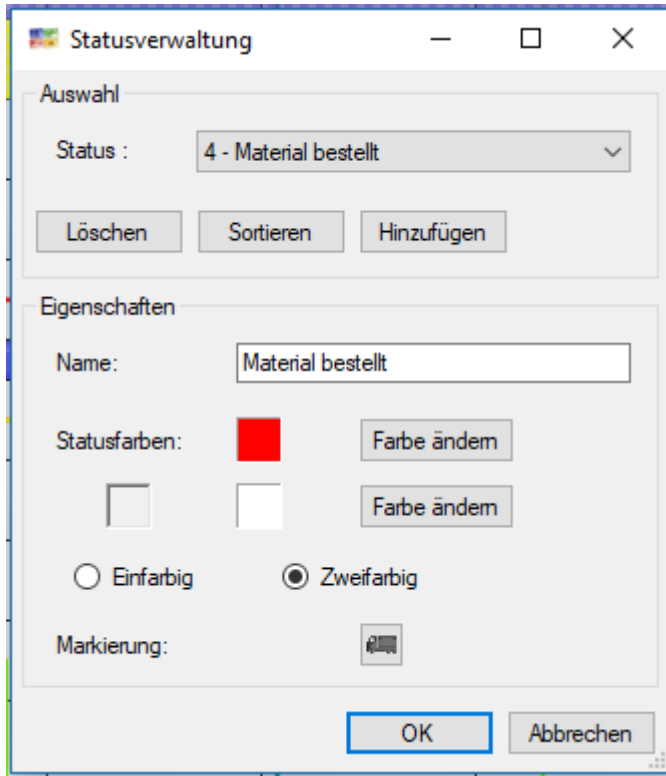 Statusverwaltung
Auswahl
Status : 4 - Material bestellt
Löschen Sortieren Hinzufügen
Eigenschaften
Name: Material bestellt
Statusfarben: Farbe ändern
Farbe ändern
Einfarbig Zweifarbig
Markierung:
OK Abbrechen